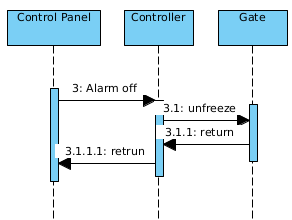 Control Panel
Controller
Gate
3: Alarm off
3.1: unfreeze
3.1.1: return
3.1.1.1: retrun